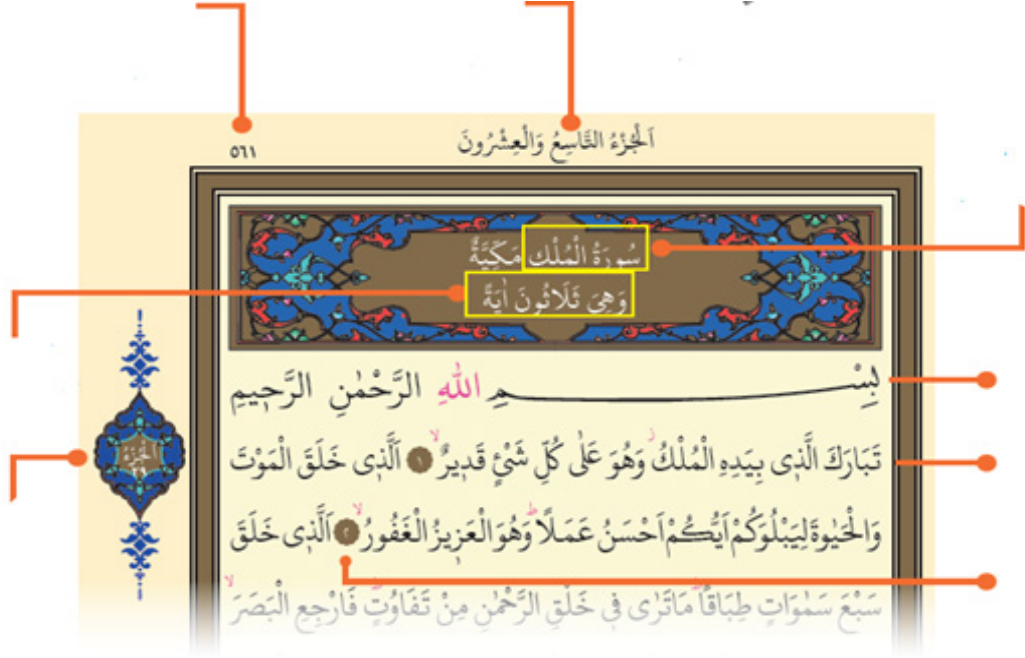 اَلْجُزْءُ التَّاسِعُ وَالْعِشْرُونَ
٥٦١
سُورَةُ الْمُلْكِ مَكِّيَّةٌ
وَهِيَ ثَلَاثُونَ اٰيَةً
بِسْمِ اللّٰهِ الرَّحْمٰنِ الرَّحٖيمِ
تَبَارَكَ الَّذٖى بِيَدِهِ الْمُلْكُۘ وَهُوَ عَلٰى كُلِّ شَیْءٍ قَدٖيرٌۙ ١ اَلَّذٖى خَلَقَ الْمَوْتَ
وَالْحَيٰوةَ لِيَبْلُوَكُمْ اَيُّكُمْ اَحْسَنُ عَمَلًاؕ وَهُوَ الْعَزٖيزُ الْغَفُورُۙ ٢ اَلَّذٖى خَلَقَ
سَبْعَ سَمٰوَاتٍ طِبَاقًاؕ مَاتَرٰى فٖى خَلْقِ الرَّحْمٰنِ مِنْ تَفَاوُتٍؕ فَارْجِعِ الْبَصَرَۙ
اَلْجُزْءُ